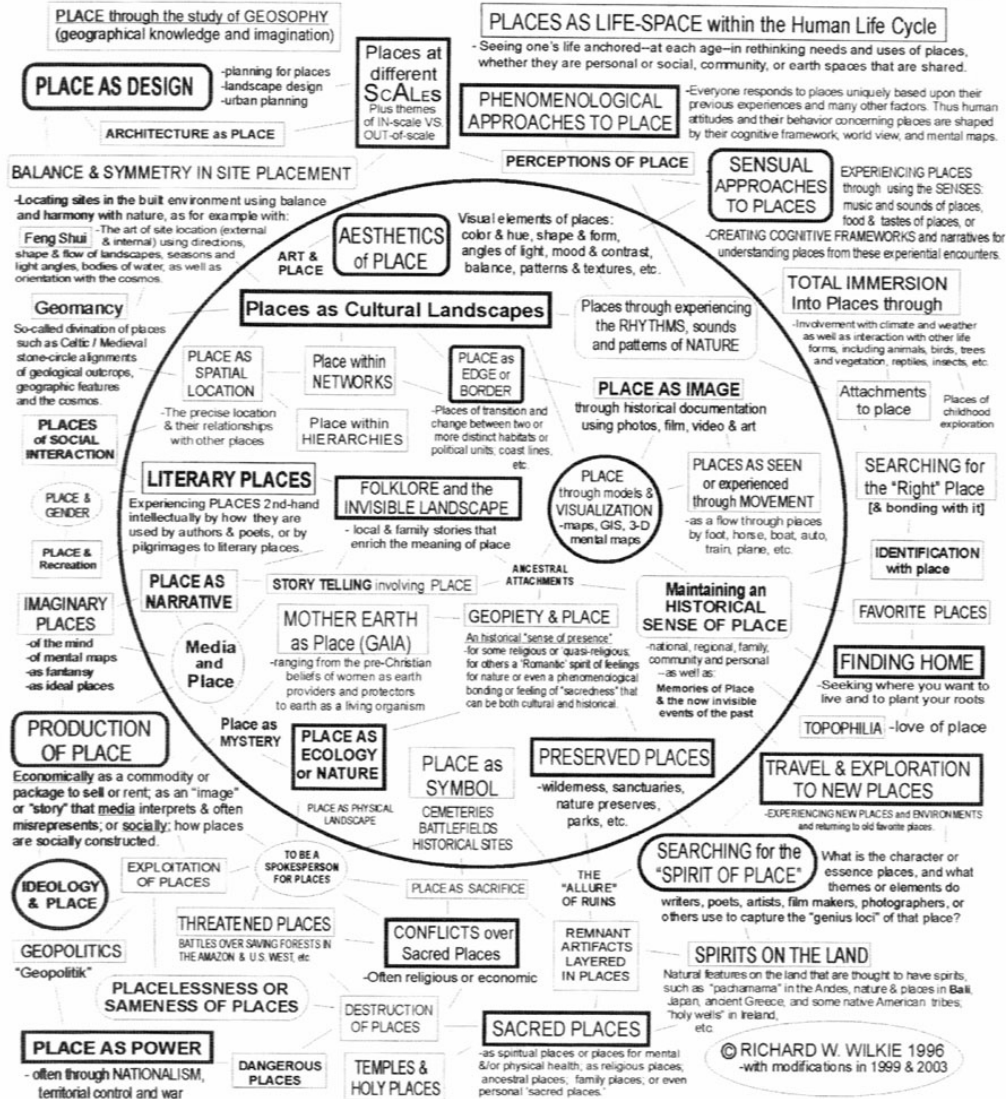 PLACE through the study of GEOSOPHY
(geographical knowledge and imagination)
PLACES AS LIFE-SPACE within the Human Life Cycle
- Seeing one's life anchored--at each age--in rethinking needs and uses of places,
whether they are personal or social, community, or earth spaces that are shared.
PLACE AS DESIGN
-planning for places
-landscape design
-urban planning
Places at
different
SCALES
Plus themes
of IN-scale VS.
OUT-of-scale
PHENOMENOLOGICAL
APPROACHES TO PLACE
-Everyone responds to places uniquely based upon their
previous experiences and many other factors. Thus human
attitudes and their behavior concerning places are shaped
by their cognitive framework, world view, and mental maps.
ARCHITECTURE as PLACE
PERCEPTIONS OF PLACE
BALANCE & SYMMETRY IN SITE PLACEMENT
-Locating sites in the built environment using balance
and harmony with nature, as for example with:
Feng Shui
-The art of site location (external
& internal) using directions,
shape & flow of landscapes, seasons and
light angles, bodies of water, as well as
orientation with the cosmos.
SENSUAL
APPROACHES
TO PLACES
EXPERIENCING PLACES
through using the SENSES:
music and sounds of places,
food & tastes of places, or
-CREATING COGNITIVE FRAMEWORKS and narratives for
understanding places from these experiential encounters.
AESTHETICS
of PLACE
Visual elements of places:
color & hue, shape & form,
angles of light, mood & contrast,
balance, patterns & textures, etc.
ART &
PLACE
Geomancy
So-called divination of places
such as Celtic / Medieval
stone-circle alignments
of geological outcrops,
geographic features
and the cosmos.
Places as Cultural Landscapes
Places through experiencing
the RHYTHMS, sounds
and patterns of NATURE
TOTAL IMMERSION
Into Places through
-Involvement with climate and weather
as well as interaction with other life
forms, including animals, birds, trees
and vegetation, reptiles, insects, etc.
PLACE AS
SPATIAL
LOCATION
-The precise location
& their relationships
with other places
Place within
NETWORKS
Place within
HIERARCHIES
PLACE as
EDGE or
BORDER
-Places of transition and
change between two or
more distinct habitats or
political units; coast lines,
etc.
PLACE AS IMAGE
through historical documentation
using photos, film, video & art
Attachments
to place
Places of
childhood
exploration
PLACES
of SOCIAL
INTERACTION
LITERARY PLACES
Experiencing PLACES 2nd-hand
intellectually by how they are
used by authors & poets, or by
pilgrimages to literary places.
FOLKLORE and the
INVISIBLE LANDSCAPE
- local & family stories that
enrich the meaning of place
PLACE
through models &
VISUALIZATION
-maps, GIS, 3-D
mental maps
PLACES AS SEEN
or experienced
through MOVEMENT
-as a flow through places
by foot, horse, boat, auto,
train, plane, etc.
SEARCHING for
the "Right" Place
[& bonding with it]
PLACE &
GENDER
PLACE &
Recreation
IDENTIFICATION
with place
PLACE AS
NARRATIVE
STORY TELLING involving PLACE
ANCESTRAL
ATTACHMENTS
IMAGINARY
PLACES
-of the mind
-of mental maps
-as fantansy
-as ideal places
Media
and
Place
MOTHER EARTH
as Place (GAIA)
-ranging from the pre-Christian
beliefs of women as earth
providers and protectors
to earth as a living organism
GEOPIETY & PLACE
An historical "sense of presence"
-for some religious or 'quasi-religious,
for others a 'Romantic' spirit of feelings
for nature or even a phenomenological
bonding or feeling of "sacredness" that
can be both cultural and historical.
Maintaining an
HISTORICAL
SENSE OF PLACE
-national, regional, family,
community and personal
--as well as:
Memories of Place
& the now invisible
events of the past
FAVORITE PLACES
FINDING HOME
-Seeking where you want to
live and to plant your roots
TOPOPHILIA -love of place
PRODUCTION
OF PLACE
Economically as a commodity or
package to sell or rent; as an "image"
or "story" that media interprets & often
misrepresents; or socially; how places
are socially constructed.
Place as
MYSTERY
PLACE AS
ECOLOGY
or NATURE
PLACE AS PHYSICAL
LANDSCAPE
PLACE as
SYMBOL
CEMETERIES
BATTLEFIELDS
HISTORICAL SITES
PRESERVED PLACES
-wilderness, sanctuaries,
nature preserves,
parks, etc.
TRAVEL & EXPLORATION
TO NEW PLACES
-EXPERIENCING NEW PLACES and ENVIRONMENTS
and returning to old favorite places.
IDEOLOGY
& PLACE
EXPLOITATION
OF PLACES
TO BE A
SPOKESPERSON
FOR PLACES
PLACE AS SACRIFICE
THE
"ALLURE"
OF RUINS
SEARCHING for the
"SPIRIT OF PLACE"
What is the character or
essence places, and what
themes or elements do
writers, poets, artists, film makers, photographers, or
others use to capture the "genius loci" of that place?
GEOPOLITICS
"Geopolitik"
THREATENED PLACES
BATTLES OVER SAVING FORESTS IN
THE AMAZON & U.S. WEST, etc
CONFLICTS over
Sacred Places
-Often religious or economic
REMNANT
ARTIFACTS
LAYERED
IN PLACES
SPIRITS ON THE LAND
Natural features on the land that are thought to have spirits,
such as "pachamama" in the Andes, nature & places in Bali,
Japan, ancient Greece, and some native American tribes;
"holy wells" in Ireland,
etc.
PLACELESSNESS OR
SAMENESS OF PLACES
DESTRUCTION
OF PLACES
PLACE AS POWER
- often through NATIONALISM,
territorial control and war
DANGEROUS
PLACES
TEMPLES &
HOLY PLACES
SACRED PLACES
-as spiritual places or places for mental
&/or physical health; as religious places;
ancestral places; family places; or even
personal 'sacred places.'
© RICHARD W. WILKIE 1996
-with modifications in 1999 & 2003